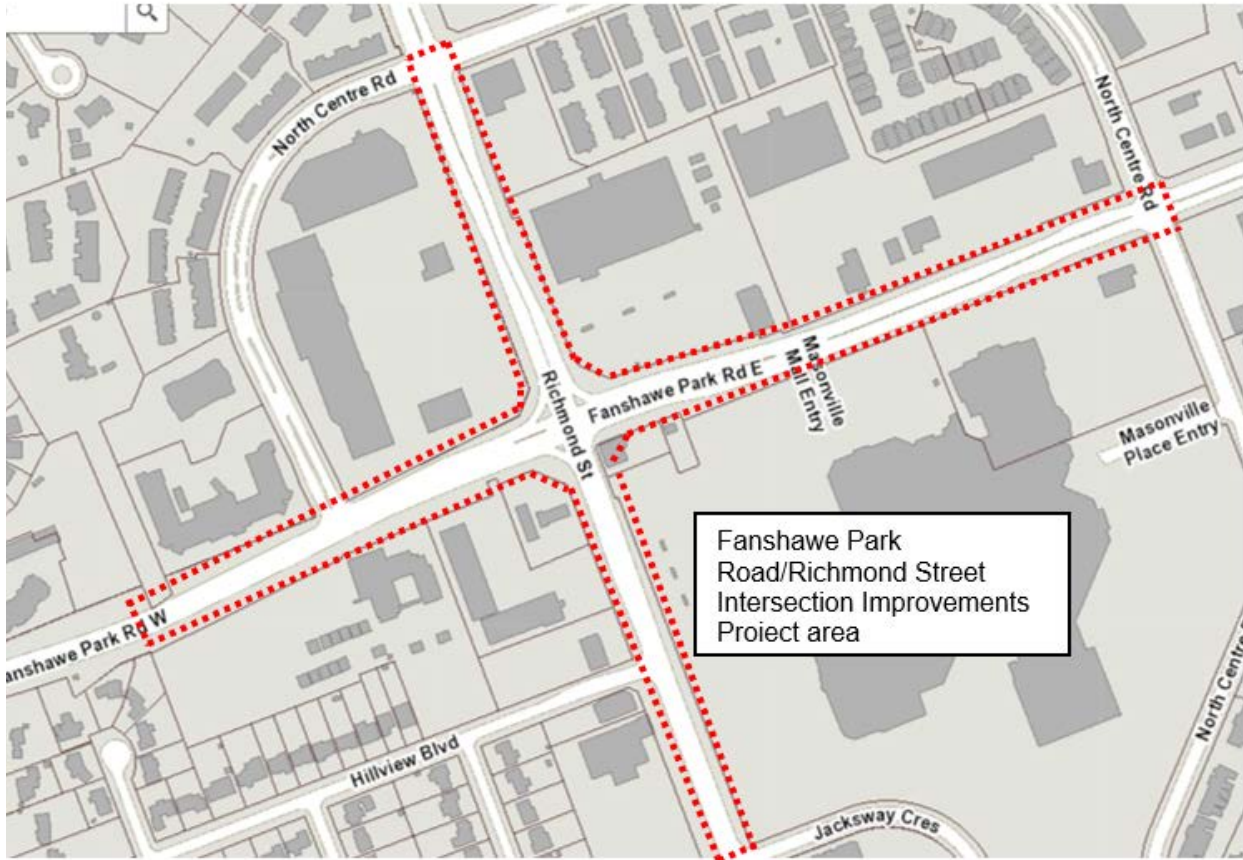 North Centre Rd
North Centre Rd
Richmond St
Fanshawe Park Rd E
Masonville
Mall Entry
Masonville
Place Entry
Fanshawe Park
Road/Richmond Street
Intersection Improvements
Project area
anshawe Park Rd W
Hillview Blvd
North Centre
Jacksway Cres